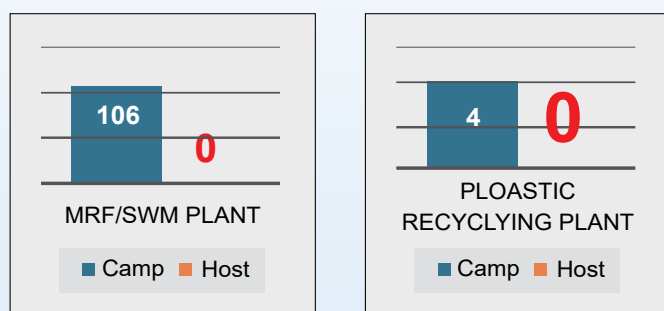 106
0
MRF/SWM PLANT
Camp Host
4
0
PLOASTIC
RECYCLYING PLANT
Camp Host